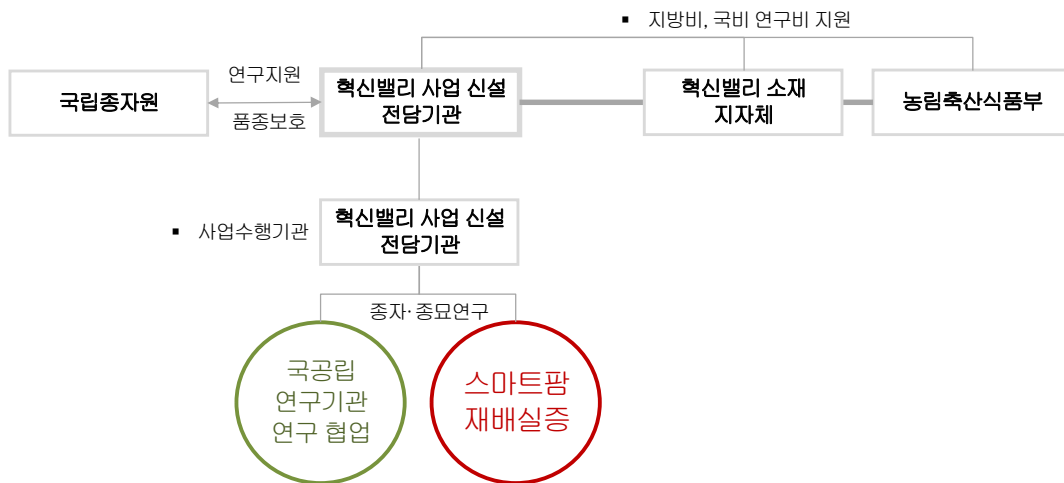 ▪ 지방비, 국비 연구비 지원
국립종자원
연구지원
품종보호
혁신밸리 사업 신설
전담기관
혁신밸리 소재
지자체
농림축산식품부
▪ 사업수행기관
혁신밸리 사업 신설
전담기관
종자·종묘연구
국공립
연구기관
연구 협업
스마트팜
재배실증